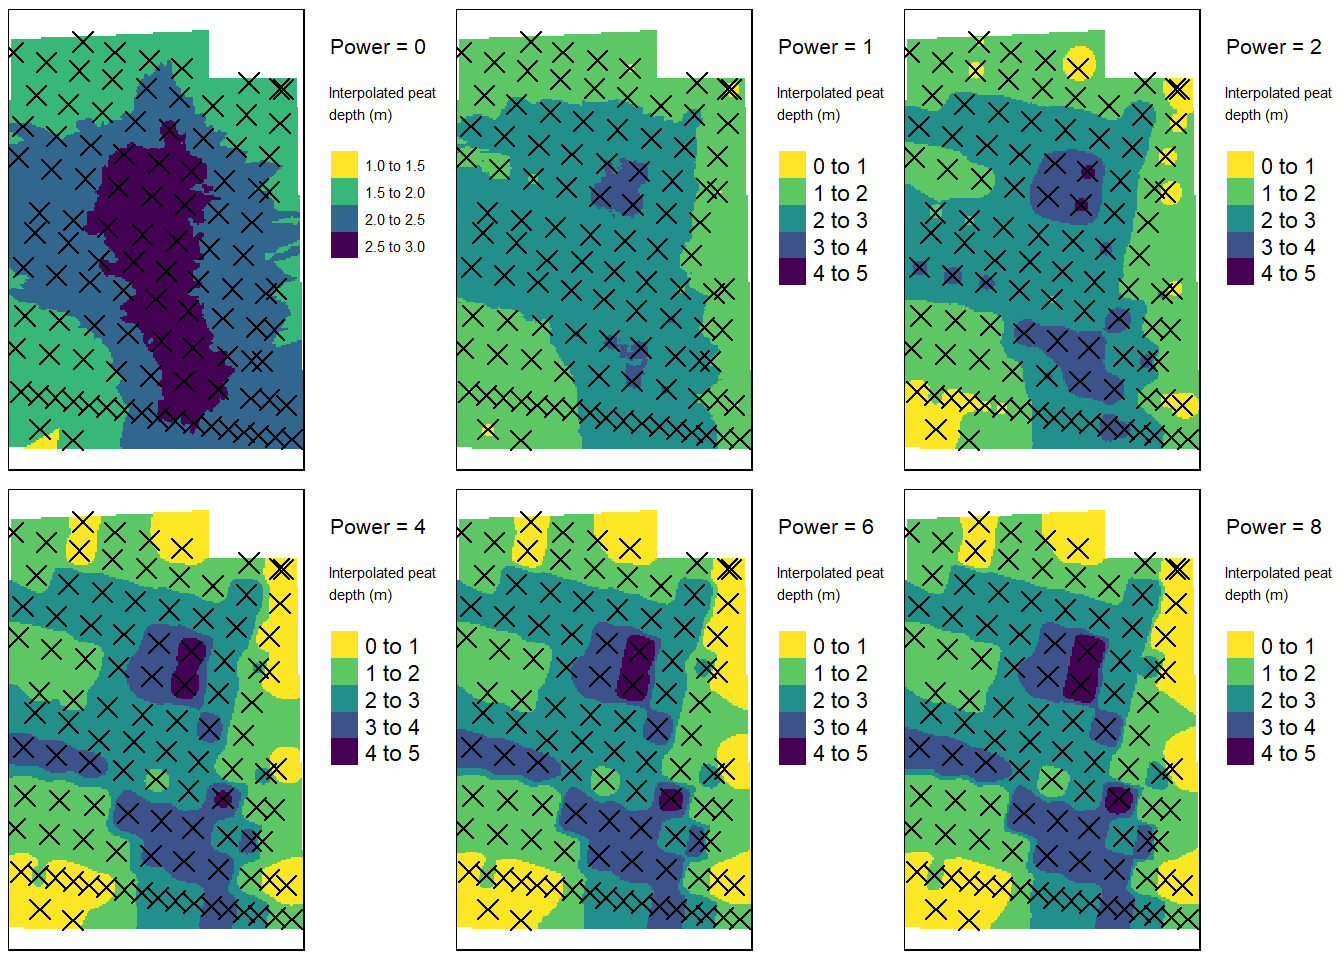 Power = 0
Interpolated peat
depth (m)
1.0 to 1.5
1.5 to 2.0
2.0 to 2.5
2.5 to 3.0
Power = 1
Interpolated peat
depth (m)
0 to 1
1 to 2
2 to 3
3 to 4
4 to 5
Power = 2
Interpolated peat
depth (m)
0 to 1
1 to 2
2 to 3
3 to 4
4 to 5
Power = 4
Interpolated peat
depth (m)
0 to 1
1 to 2
2 to 3
3 to 4
4 to 5
Power = 6
Interpolated peat
depth (m)
0 to 1
1 to 2
2 to 3
3 to 4
4 to 5
Power = 8
Interpolated peat
depth (m)
0 to 1
1 to 2
2 to 3
3 to 4
4 to 5